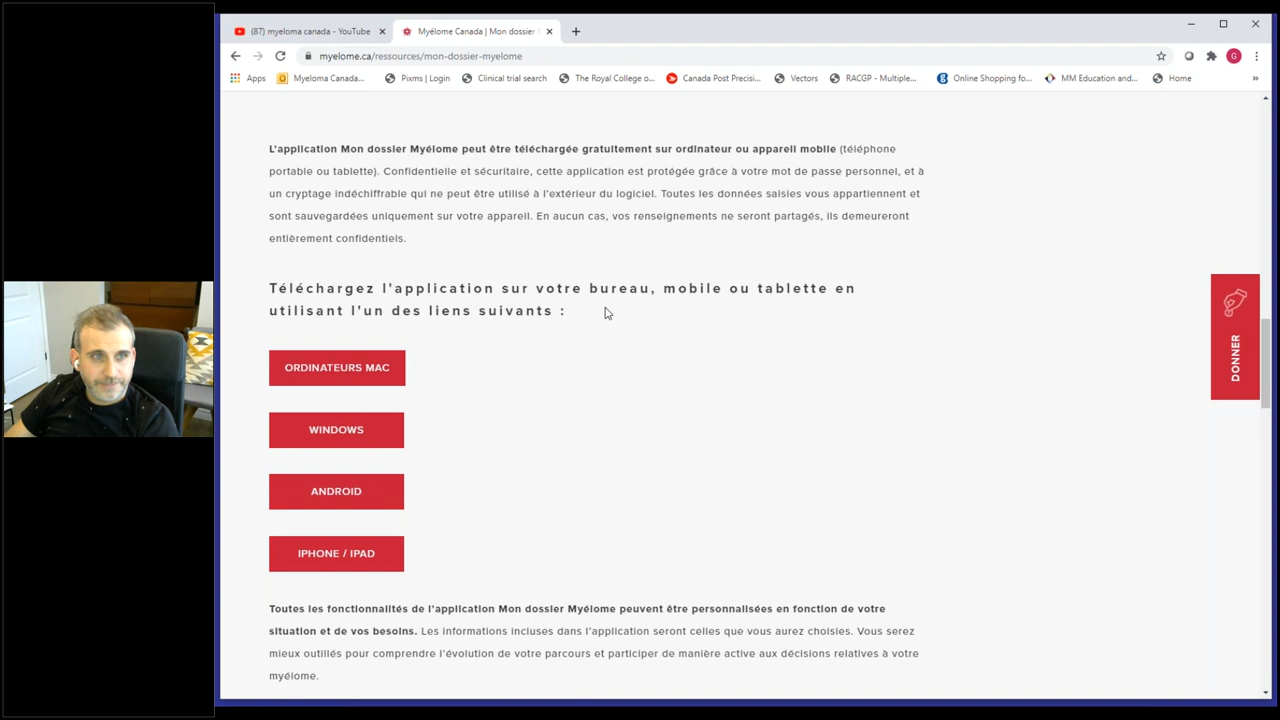 (87) myeloma canada - YouTube
Myélome Canada | Mon dossier
myelome.ca/ressources/mon-dossier-myelome
G
Apps
Myeloma Canada...
Pixms | Login
Clinical trial search
The Royal College o...
Canada Post Precisi...
Vectors
RACGP - Multiple...
Online Shopping fo...
MM Education and...
Home
L'application Mon dossier Myélome peut être téléchargée gratuitement sur ordinateur ou appareil mobile (téléphone
portable ou tablette). Confidentielle et sécuritaire, cette application est protégée grâce à votre mot de passe personnel, et à
un cryptage indéchiffrable qui ne peut être utilisé à l'extérieur du logiciel. Toutes les données saisies vous appartiennent et
sont sauvegardées uniquement sur votre appareil. En aucun cas, vos renseignements ne seront partagés, ils demeureront
entièrement confidentiels.
Téléchargez l'application sur votre bureau, mobile ou tablette en
utilisant l'un des liens suivants :
ORDINATEURS MAC
WINDOWS
ANDROID
IPHONE / IPAD
DONNER
Toutes les fonctionnalités de l'application Mon dossier Myélome peuvent être personnalisées en fonction de votre
situation et de vos besoins. Les informations incluses dans l'application seront celles que vous aurez choisies. Vous serez
mieux outillés pour comprendre l'évolution de votre parcours et participer de manière active aux décisions relatives à votre
myélome.